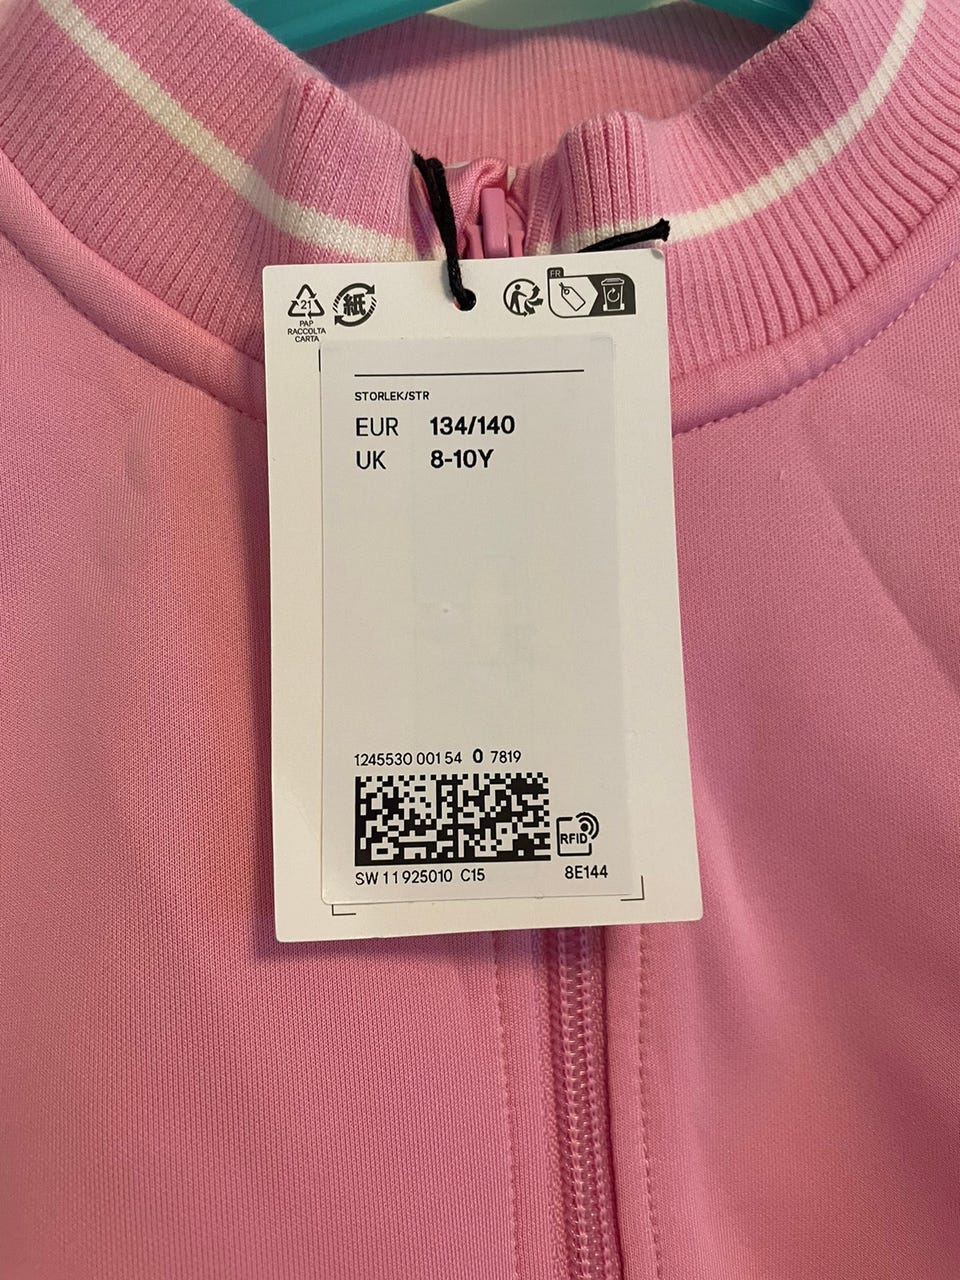 21
PAP
RACCOLTA
CARTA
紙
FR
STORLEK/STR
EUR 134/140
UK 8-10Y
1245530 001 54 0 7819
RFID
SW 11 925010 C15 8E144